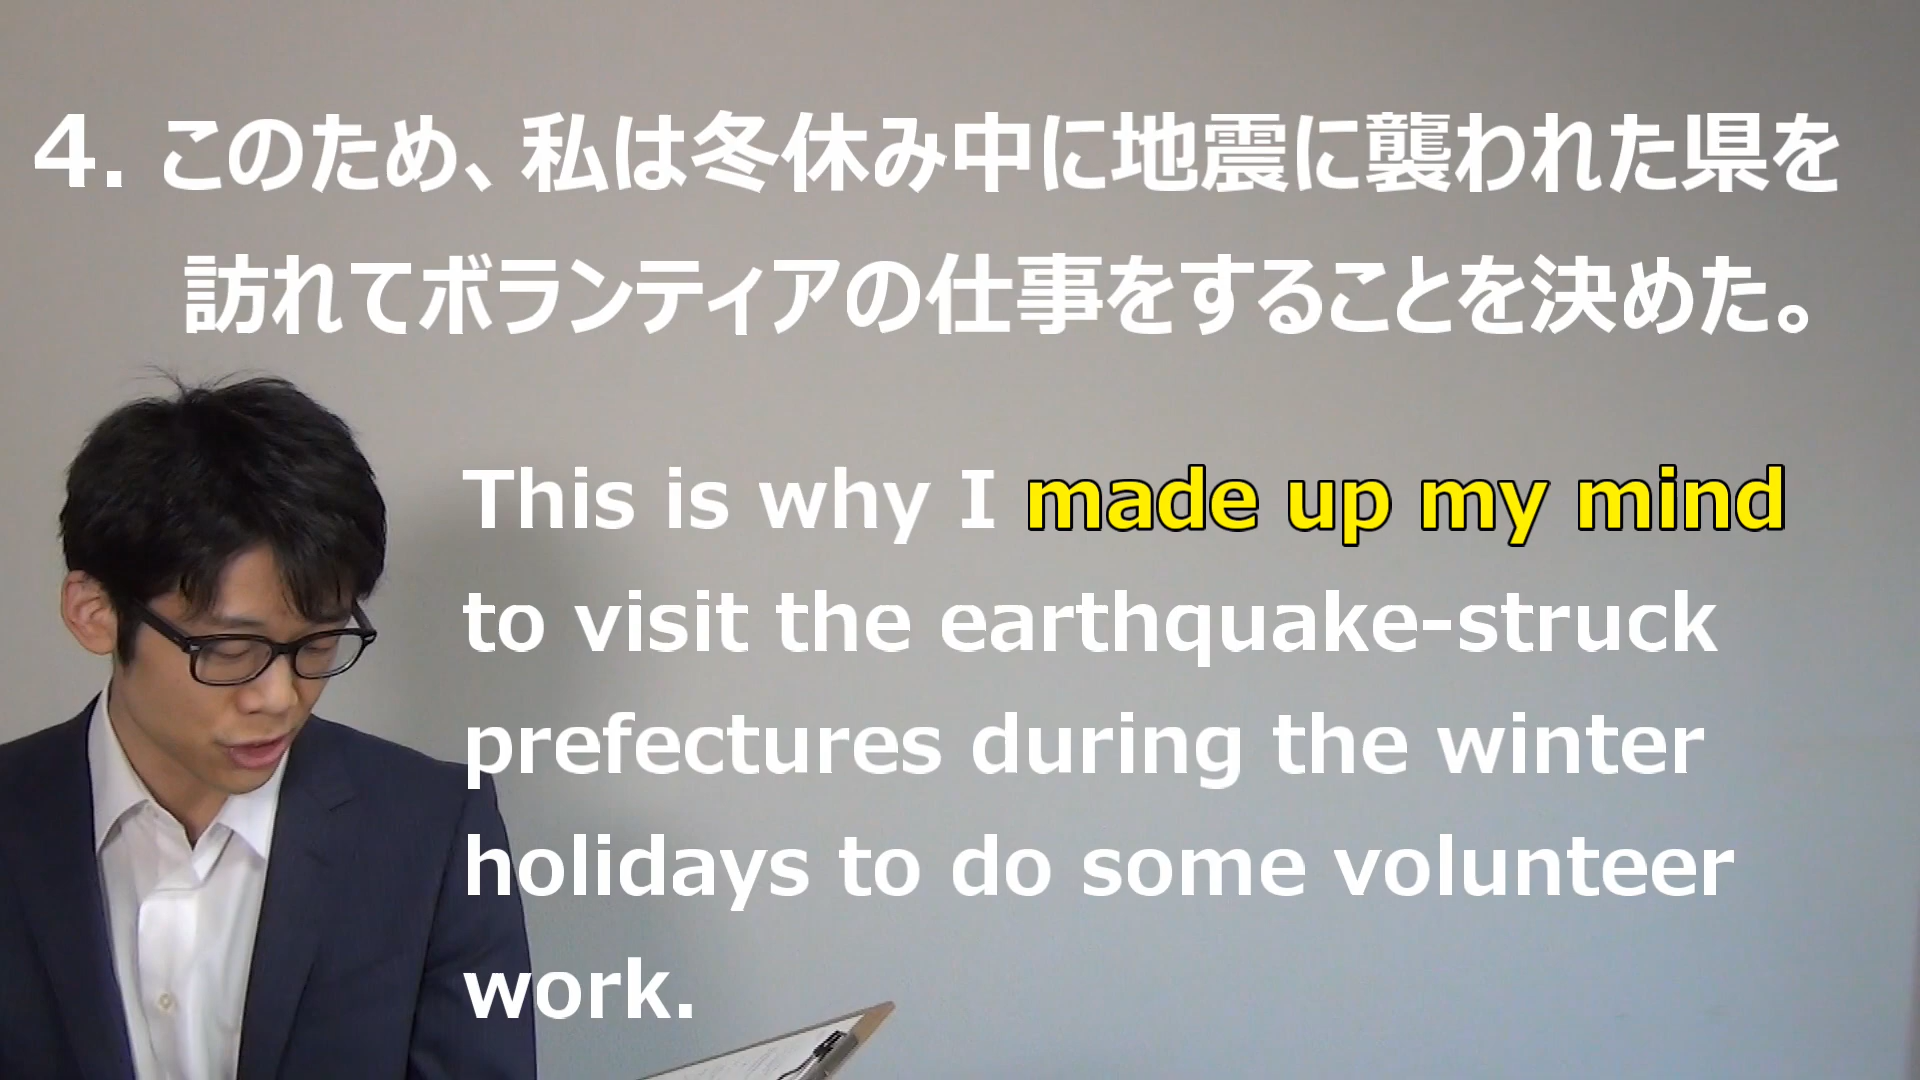 4. このため、私は冬休み中に地震に襲われた県を
訪れてボランティアの仕事をすることを決めた。
This is why I made up my mind
to visit the earthquake-struck
prefectures during the winter
holidays to do some volunteer
work.